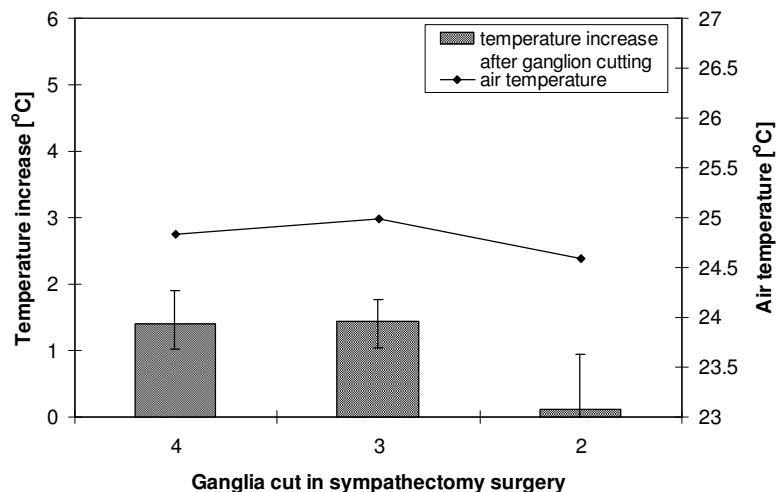 6
5
4
3
2
1
0
Temperature increase [°C]
27
26.5
26
25.5
25
24.5
24
23.5
23
Air temperature [°C]
temperature increase
after ganglion cutting
air temperature
4 3 2
Ganglia cut in sympathectomy surgery